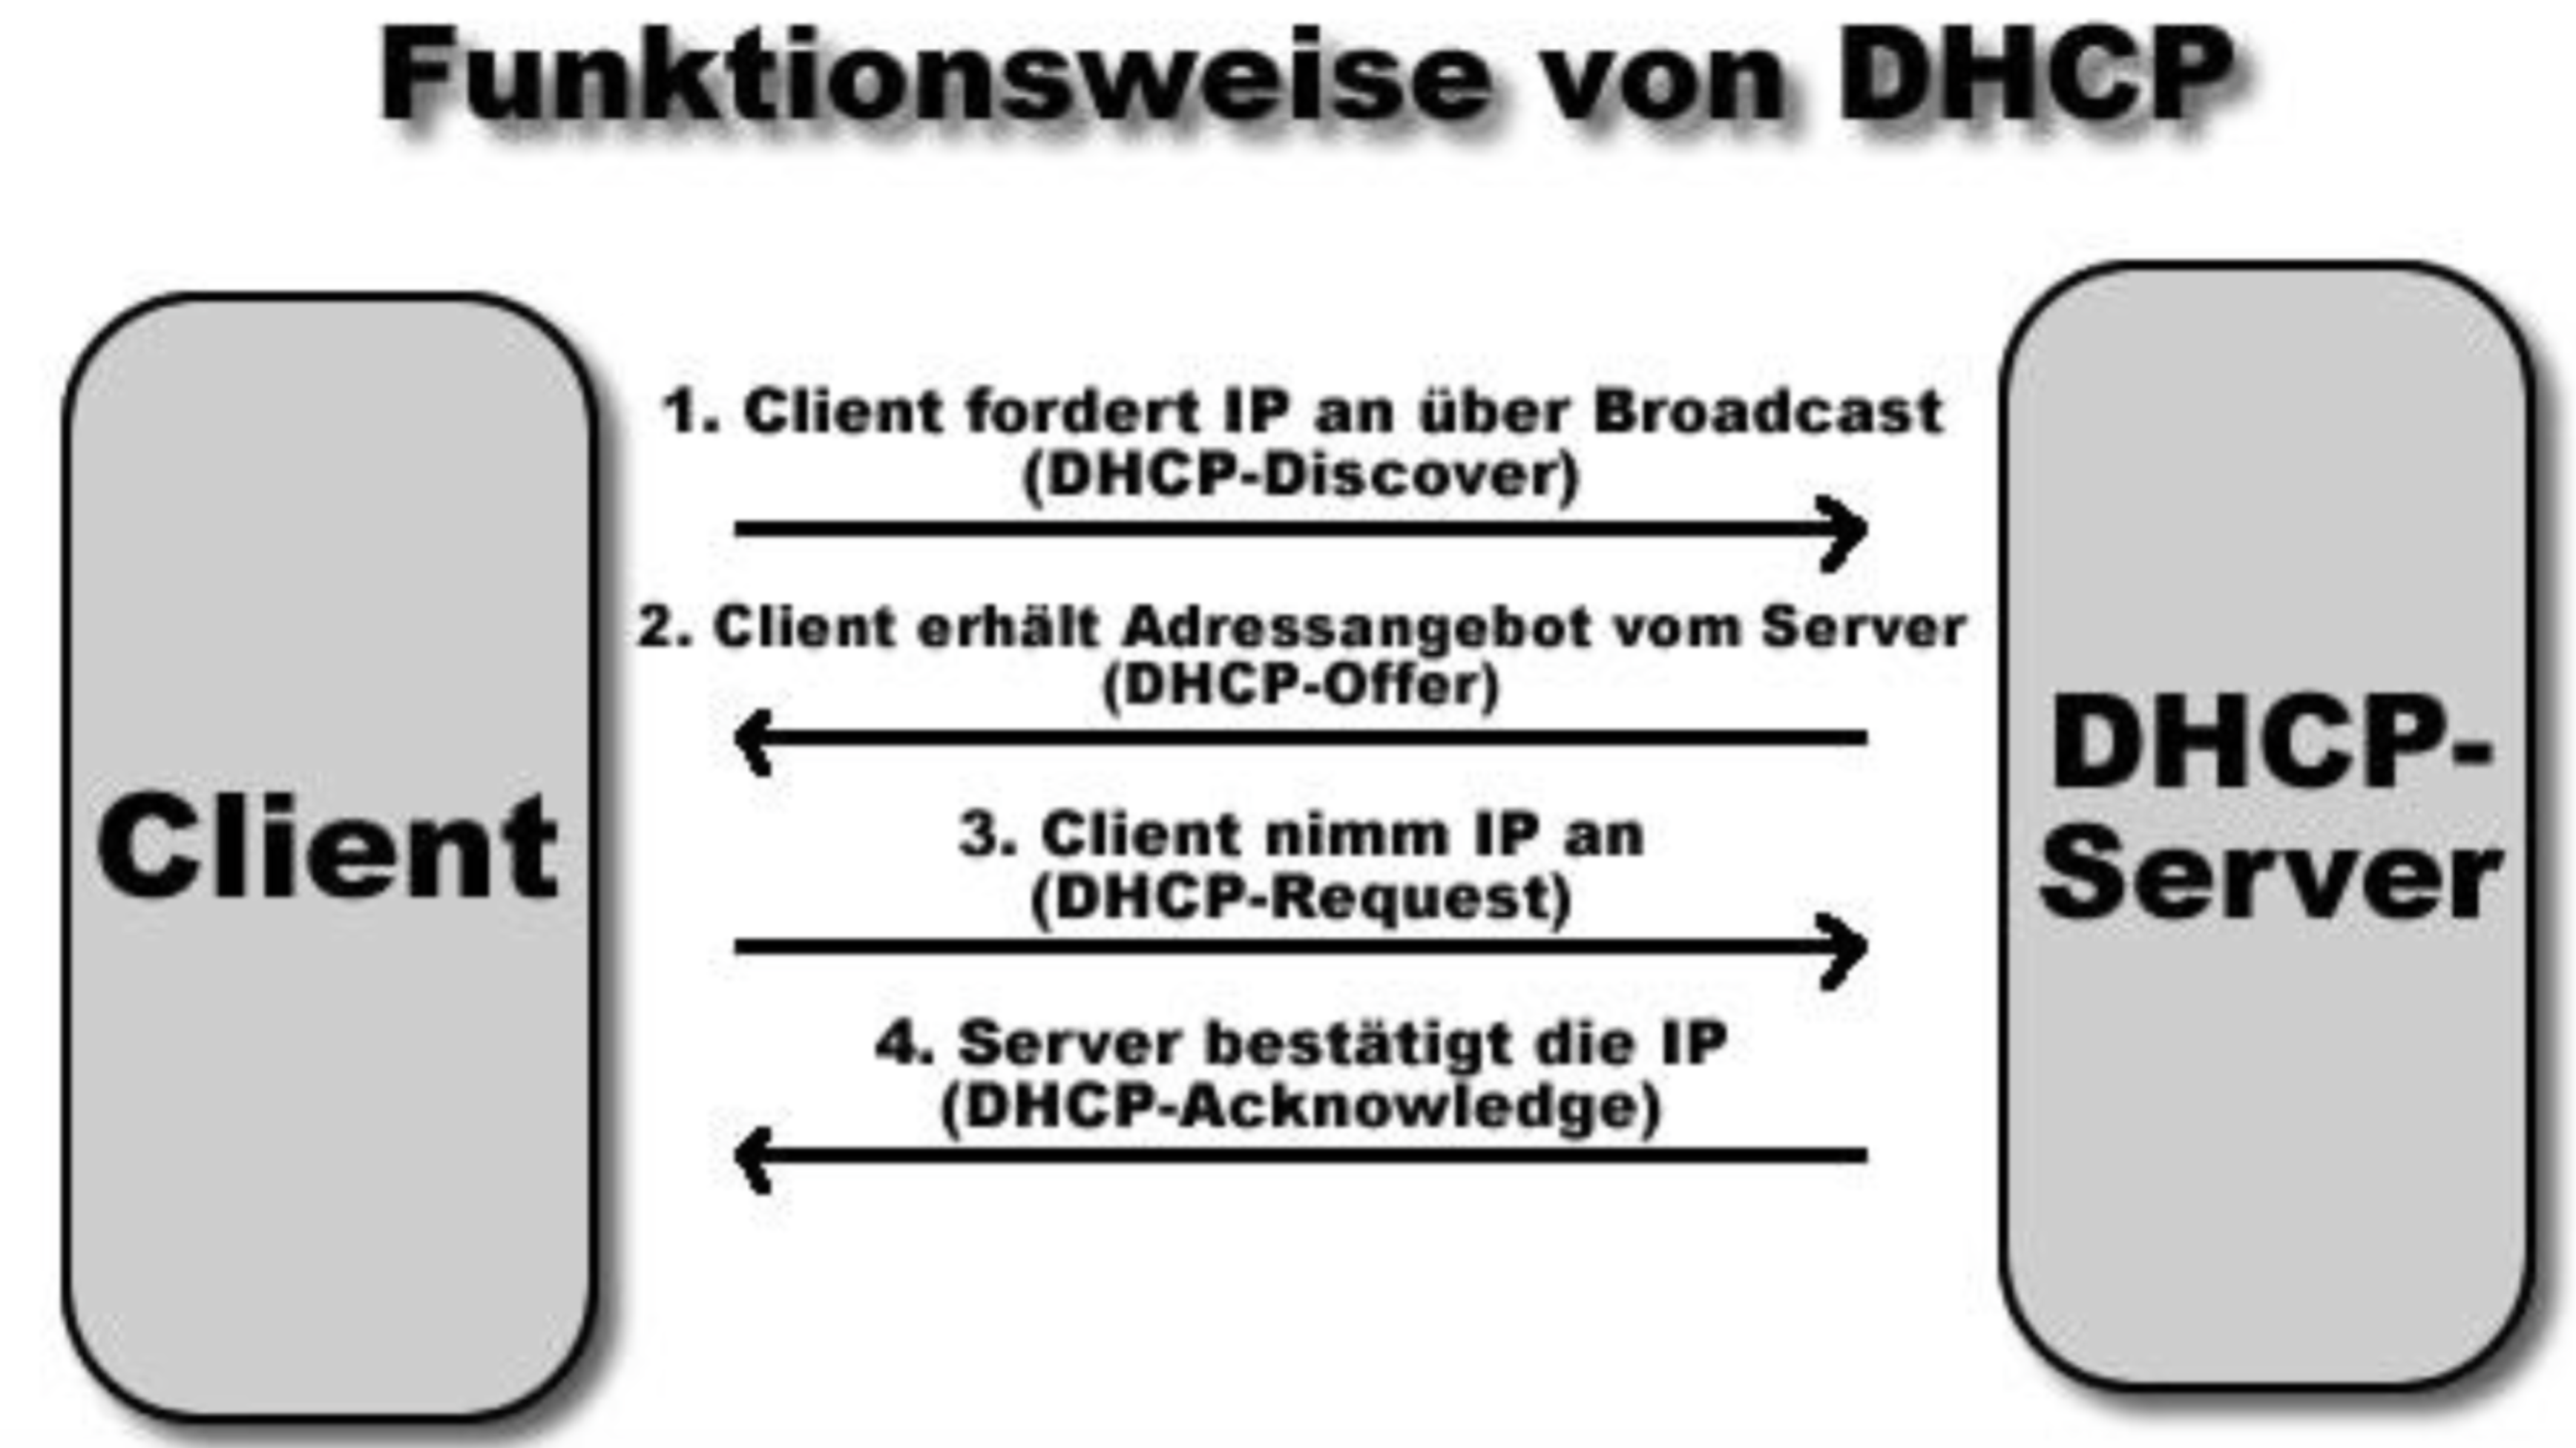 Funktionsweise von DHCP
1. Client fordert IP an über Broadcast
(DHCP-Discover)
2. Client erhält Adressangebot vom Server
(DHCP-Offer)
3. Client nimm IP an
(DHCP-Request)
4. Server bestätigt die IP
(DHCP-Acknowledge)
Client
DHCP-
Server